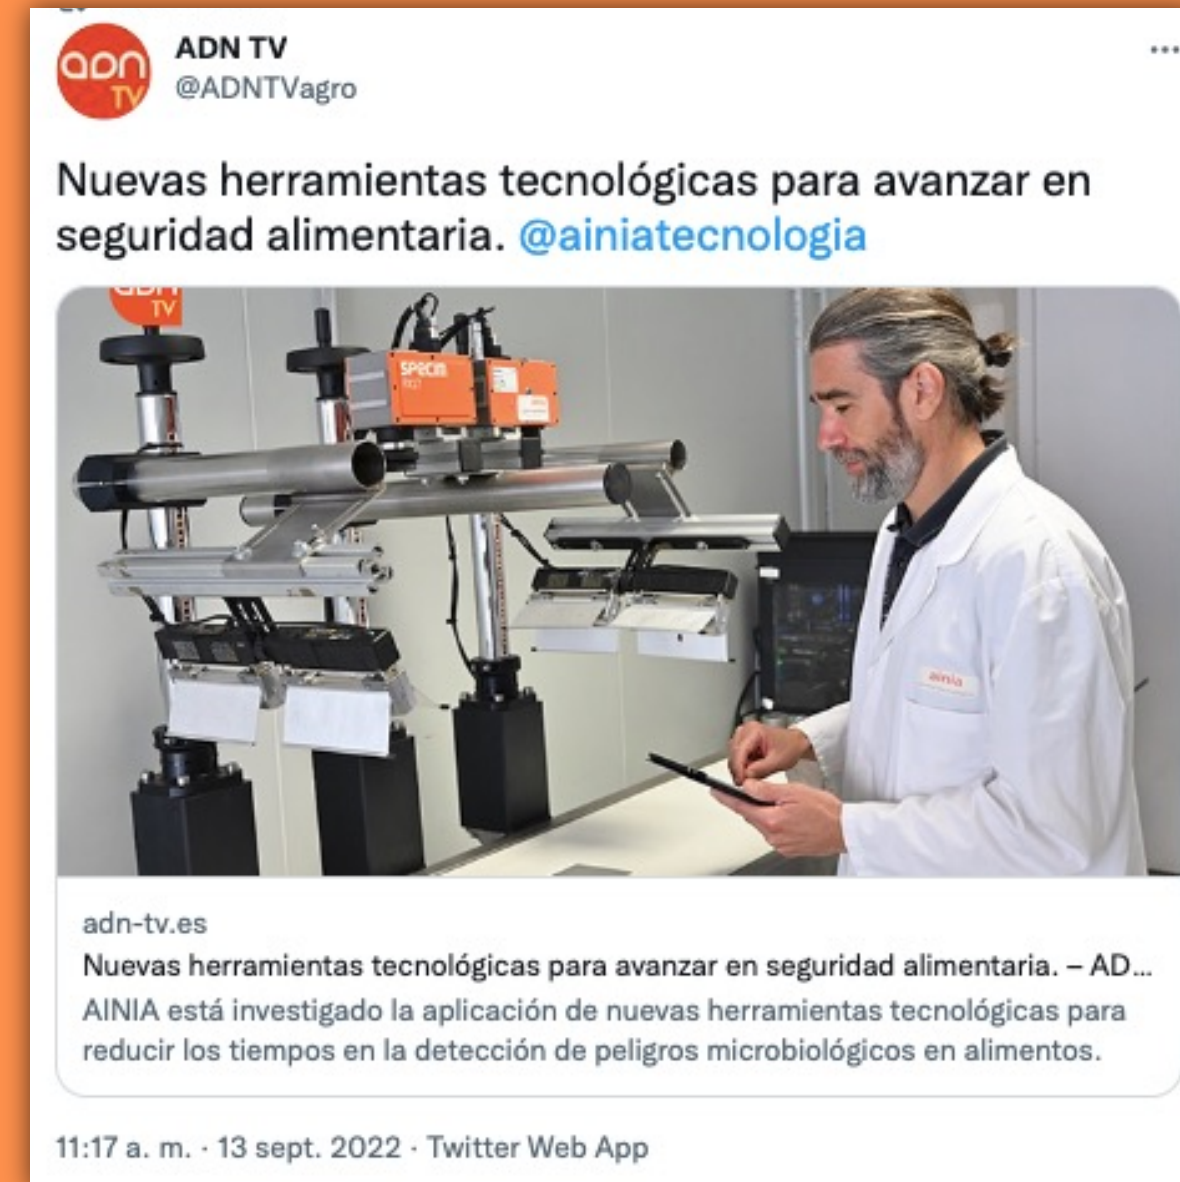 adn
TV
ADN TV
@ADNTVagro
Nuevas herramientas tecnológicas para avanzar en
seguridad alimentaria. @ainiatecnologia
TV
SPECIM
ainia
adn-tv.es
Nuevas herramientas tecnológicas para avanzar en seguridad alimentaria. – AD...
AINIA está investigado la aplicación de nuevas herramientas tecnológicas para
reducir los tiempos en la detección de peligros microbiológicos en alimentos.
11:17 a. m. · 13 sept. 2022 · Twitter Web App